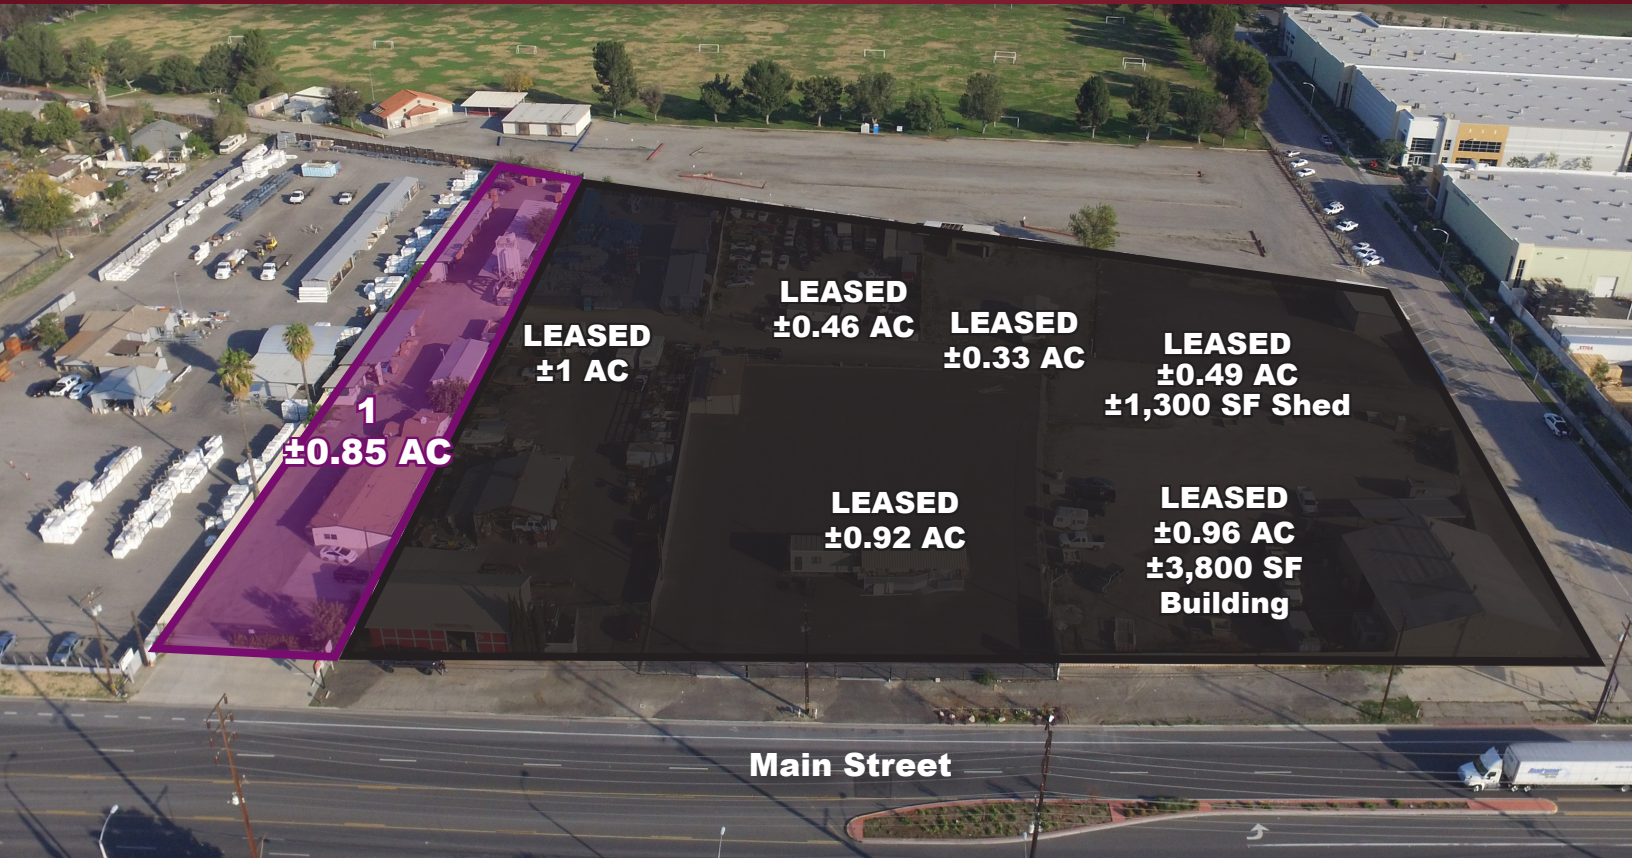 LEASED
±0.46 AC
LEASED
±0.33 AC
LEASED
±1 AC
LEASED
±0.49 AC
±1,300 SF Shed
1
±0.85 AC
LEASED
±0.92 AC
LEASED
±0.96 AC
±3,800 SF
Building
Main Street